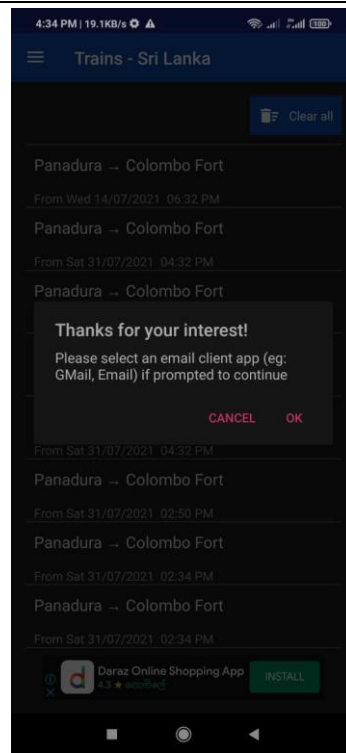 4:34 PM | 19.1KB/s
100
Trains - Sri Lanka
Clear all
Panadura → Colombo Fort
From Wed 14/07/2021 06:32 PM
Panadura → Colombo Fort
From Sat 31/07/2021 04:32 PM
Panadura → Colombo Fort
Thanks for your interest!
Please select an email client app (eg:
GMail, Email) if prompted to continue
CANCEL OK
From Sat 31/07/2021 04:32 PM
Panadura → Colombo Fort
From Sat 31/07/2021 02:50 PM
Panadura → Colombo Fort
From Sat 31/07/2021 02:34 PM
Panadura → Colombo Fort
From Sat 31/07/2021 02:34 PM
Daraz Online Shopping App
4.3 ★
INSTALL